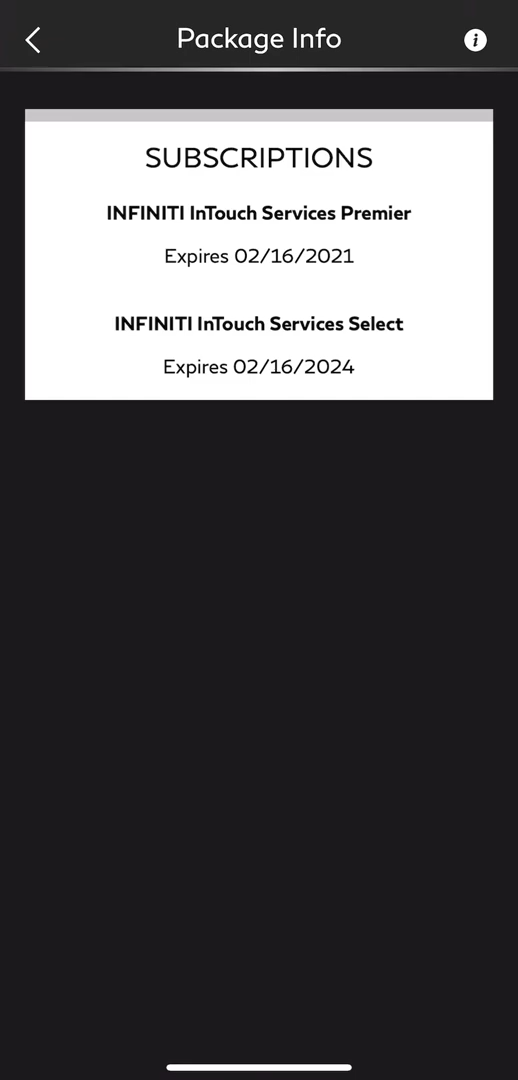 Package Info
SUBSCRIPTIONS
INFINITI InTouch Services Premier
Expires 02/16/2021
INFINITI InTouch Services Select
Expires 02/16/2024